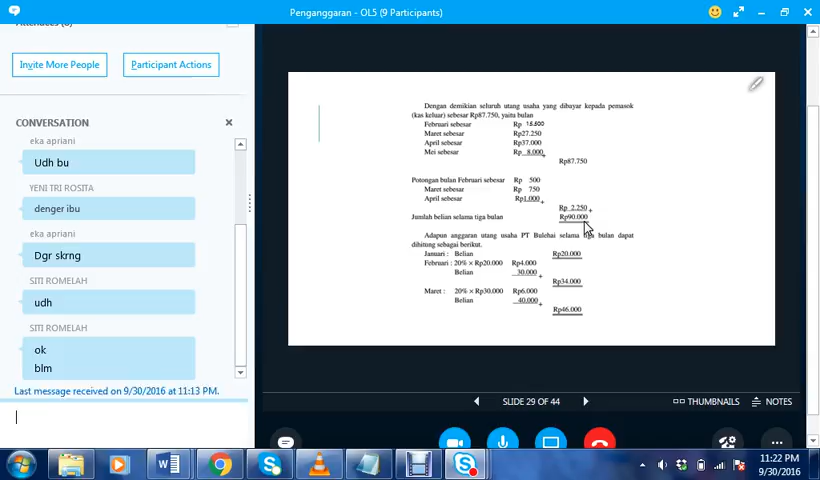 Penganggaran - OL5 (9 Participants)
Invite More People
Participant Actions
CONVERSATION
eka apriani
Udh bu
YENI TRI ROSITA
denger ibu
eka apriani
Dgr skrng
SITI ROMELAH
udh
SITI ROMELAH
ok
blm
Last message received on 9/30/2016 at 11:13 PM.
Dengan demikian seluruh utang usaha yang dibayar kepada pemasok
(kas keluar) sebesar Rp87.750, yaitu bulan
Februari sebesar Rp 15.500
Maret sebesar Rp27.250
April sebesar Rp37.000
Mei sebesar Rp 8.000 +
Rp87.750
Potongan bulan Februari sebesar Rp 500
Maret sebesar Rp 750
April sebesar Rp1.000 +
Rp 2.250 +
Jumlah belian selama tiga bulan Rp90.000
Adapun anggaran utang usaha PT Bulehai selama tiga bulan dapat
dihitung sebagai berikut.
Januari : Belian Rp20.000
Februari : 20% × Rp20.000 Rp4.000
Belian 30.000 +
Rp34.000
Maret : 20% × Rp30.000 Rp6.000
Belian 40.000 +
Rp46.000
SLIDE 29 OF 44
THUMBNAILS
NOTES
11:22 PM
9/30/2016